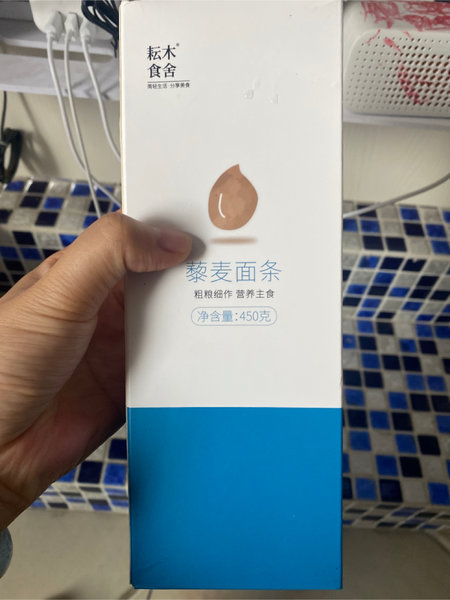 耘木®
食舍
简轻生活·分享美食
藜麦面条
粗粮细作 营养主食
净含量:450克